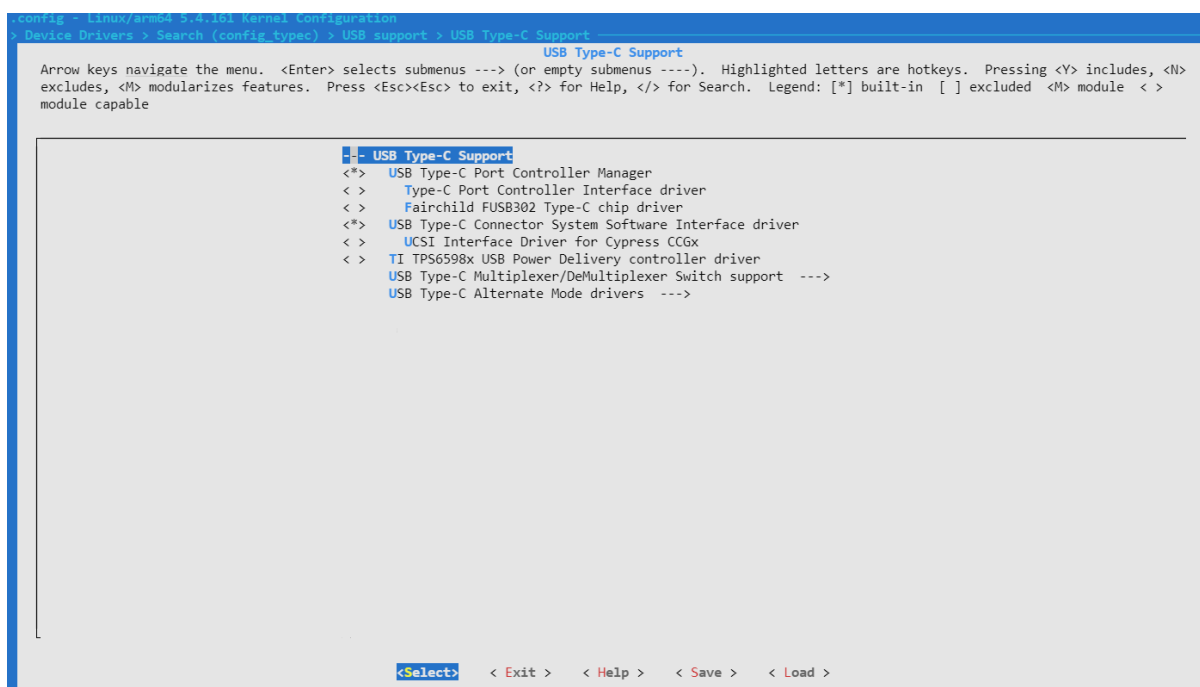 .config - Linux/arm64 5.4.161 Kernel Configuration
> Device Drivers > Search (config_typec) > USB support > USB Type-C Support
USB Type-C Support
Arrow keys navigate the menu. <Enter> selects submenus ---> (or empty submenus ----). Highlighted letters are hotkeys. Pressing <Y> includes, <N>
excludes, <M> modularizes features. Press <Esc><Esc> to exit, <?> for Help, </> for Search. Legend: [*] built-in [ ] excluded <M> module < >
module capable
--- USB Type-C Support
<*> USB Type-C Port Controller Manager
< > Type-C Port Controller Interface driver
< > Fairchild FUSB302 Type-C chip driver
<*> USB Type-C Connector System Software Interface driver
< > UCSI Interface Driver for Cypress CCGx
< > TI TPS6598x USB Power Delivery controller driver
USB Type-C Multiplexer/DeMultiplexer Switch support --->
USB Type-C Alternate Mode drivers --->
<Select> < Exit > < Help > < Save > < Load >